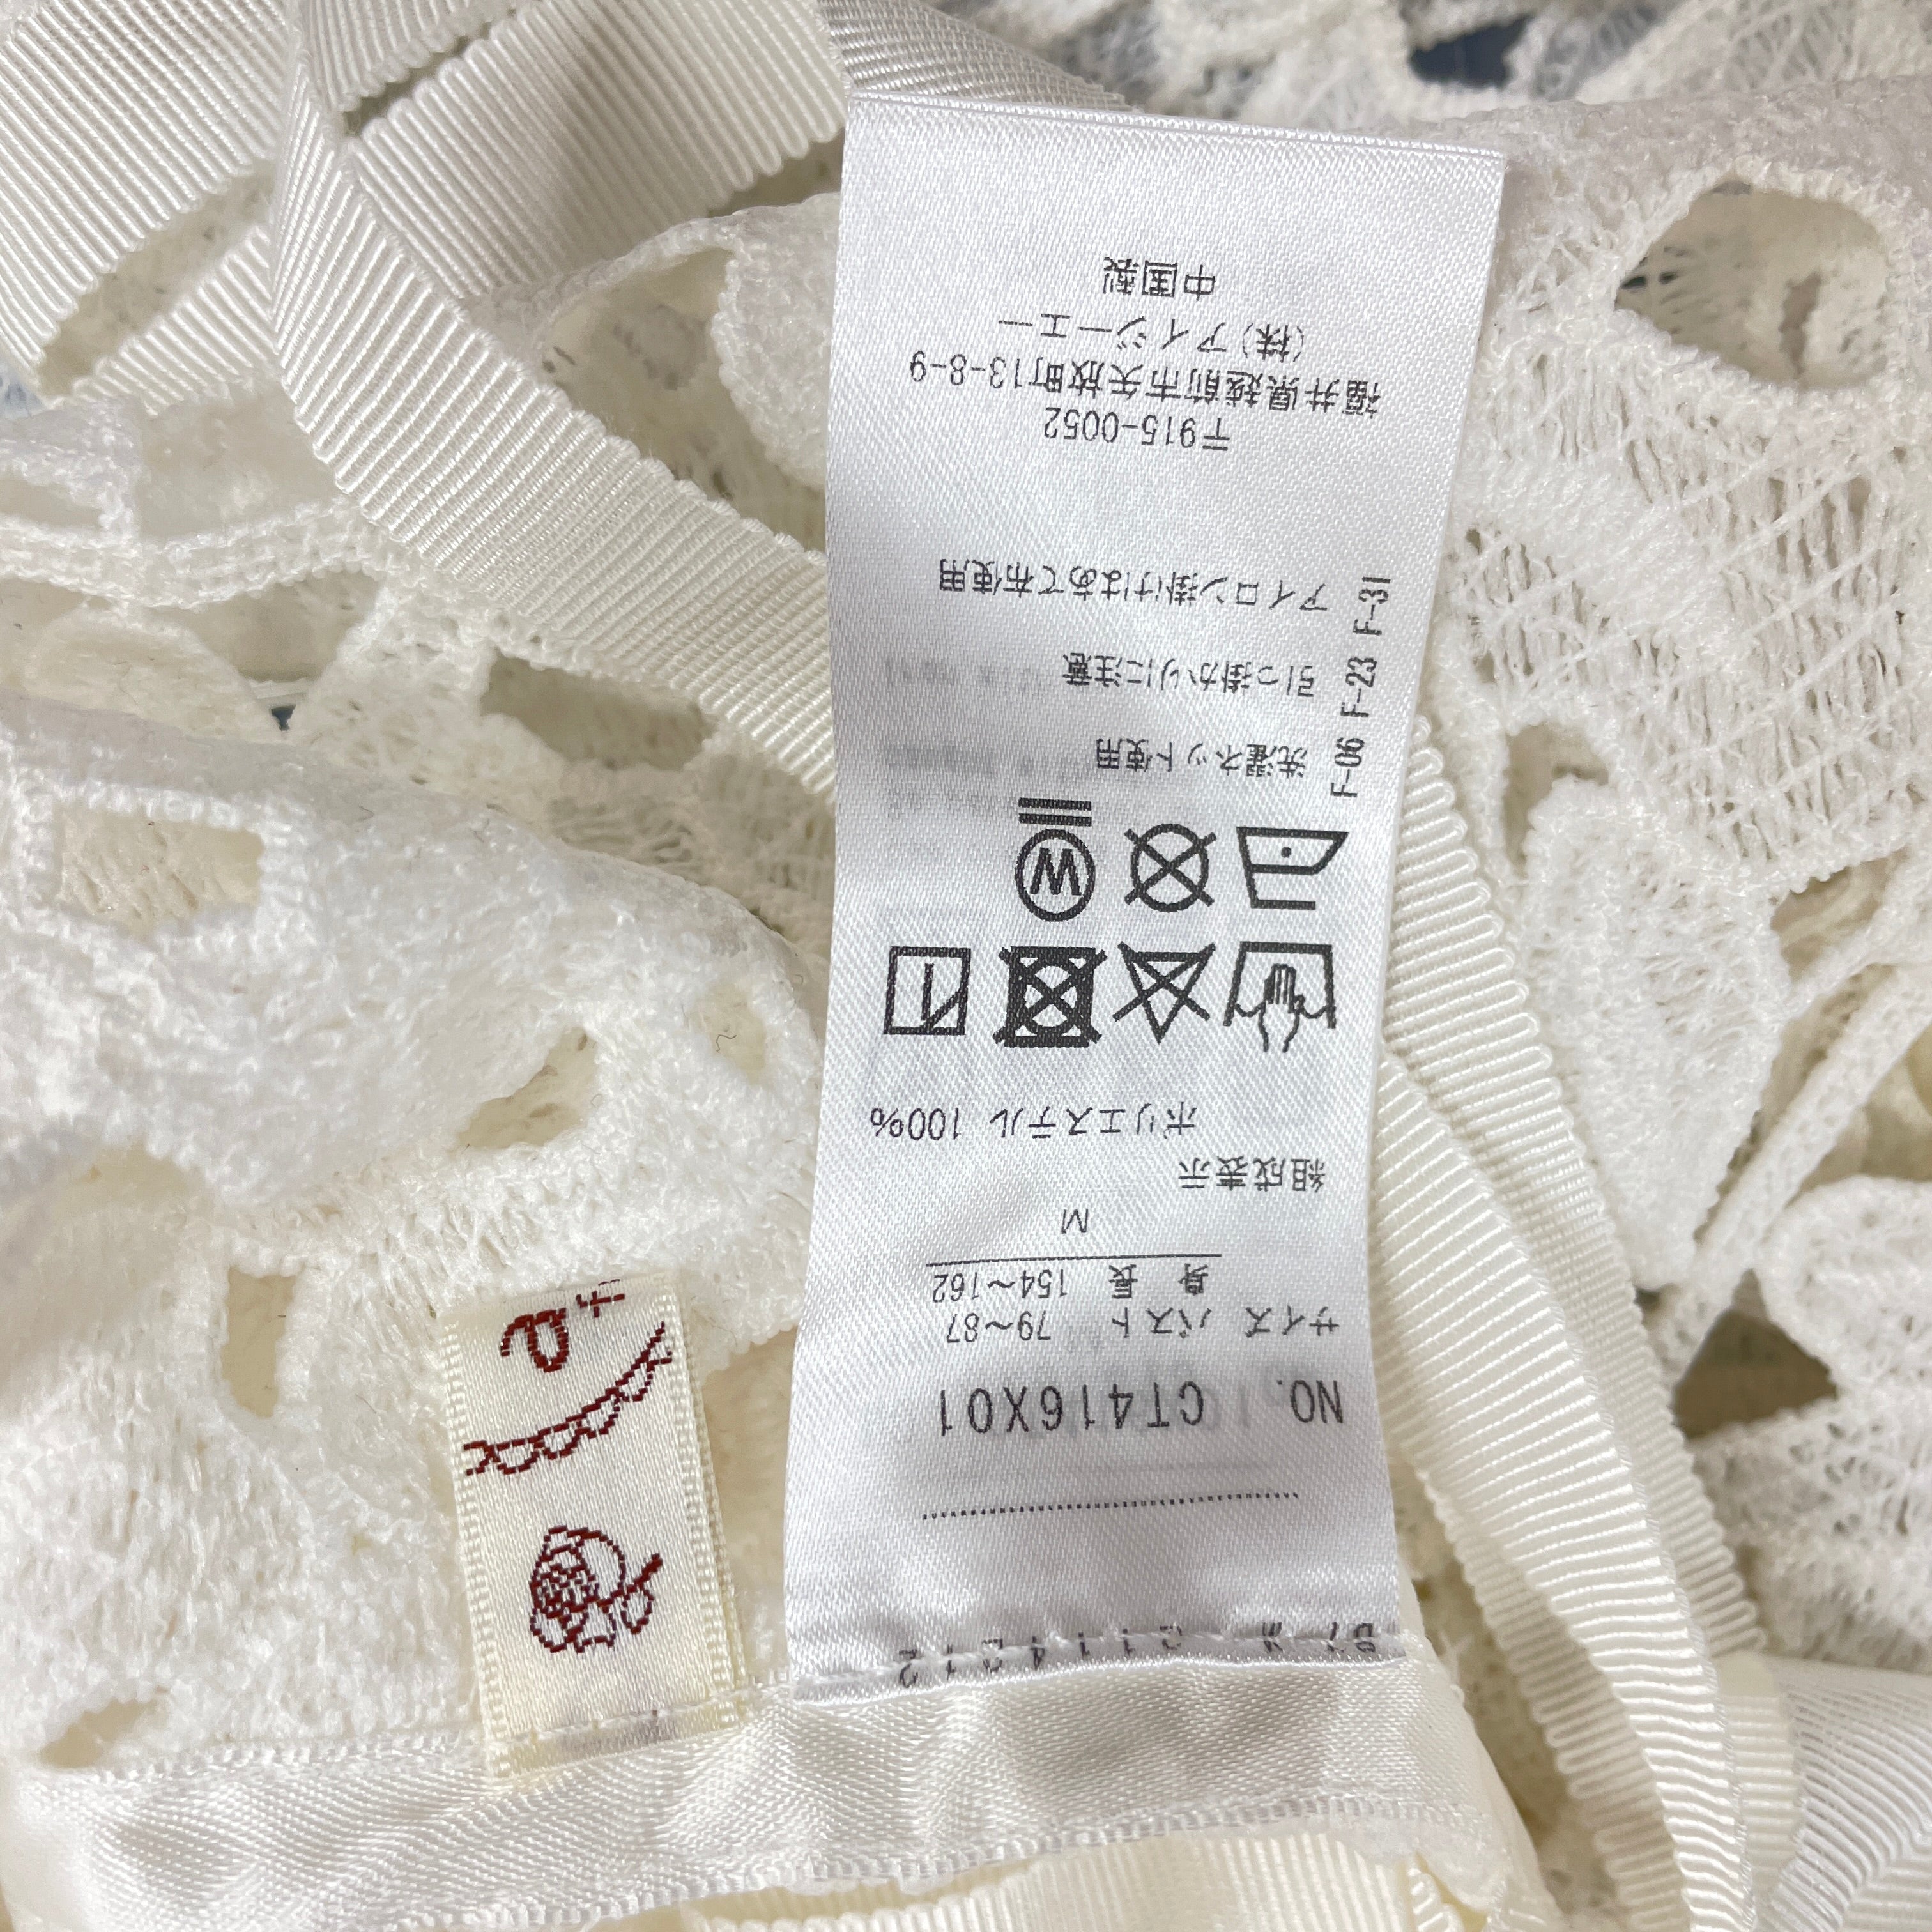 NO. CT416X01
サイズ バスト 79～87
身 長 154～162
M
組成表示
ポリエステル 100%
W
洗濯ネット使用
引っ掛かりに注意
アイロン掛けはあて布使用
F-06 F-23 F-31
〒915-0052
福井県越前市矢放町13-8-9
(株)アイジーエー
中国製